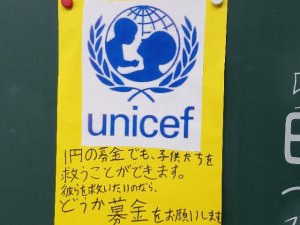 unicef
1円の募金でも、子供たちを
救うことができます。
彼らを救いたいのなら、
どうか募金をお願いします